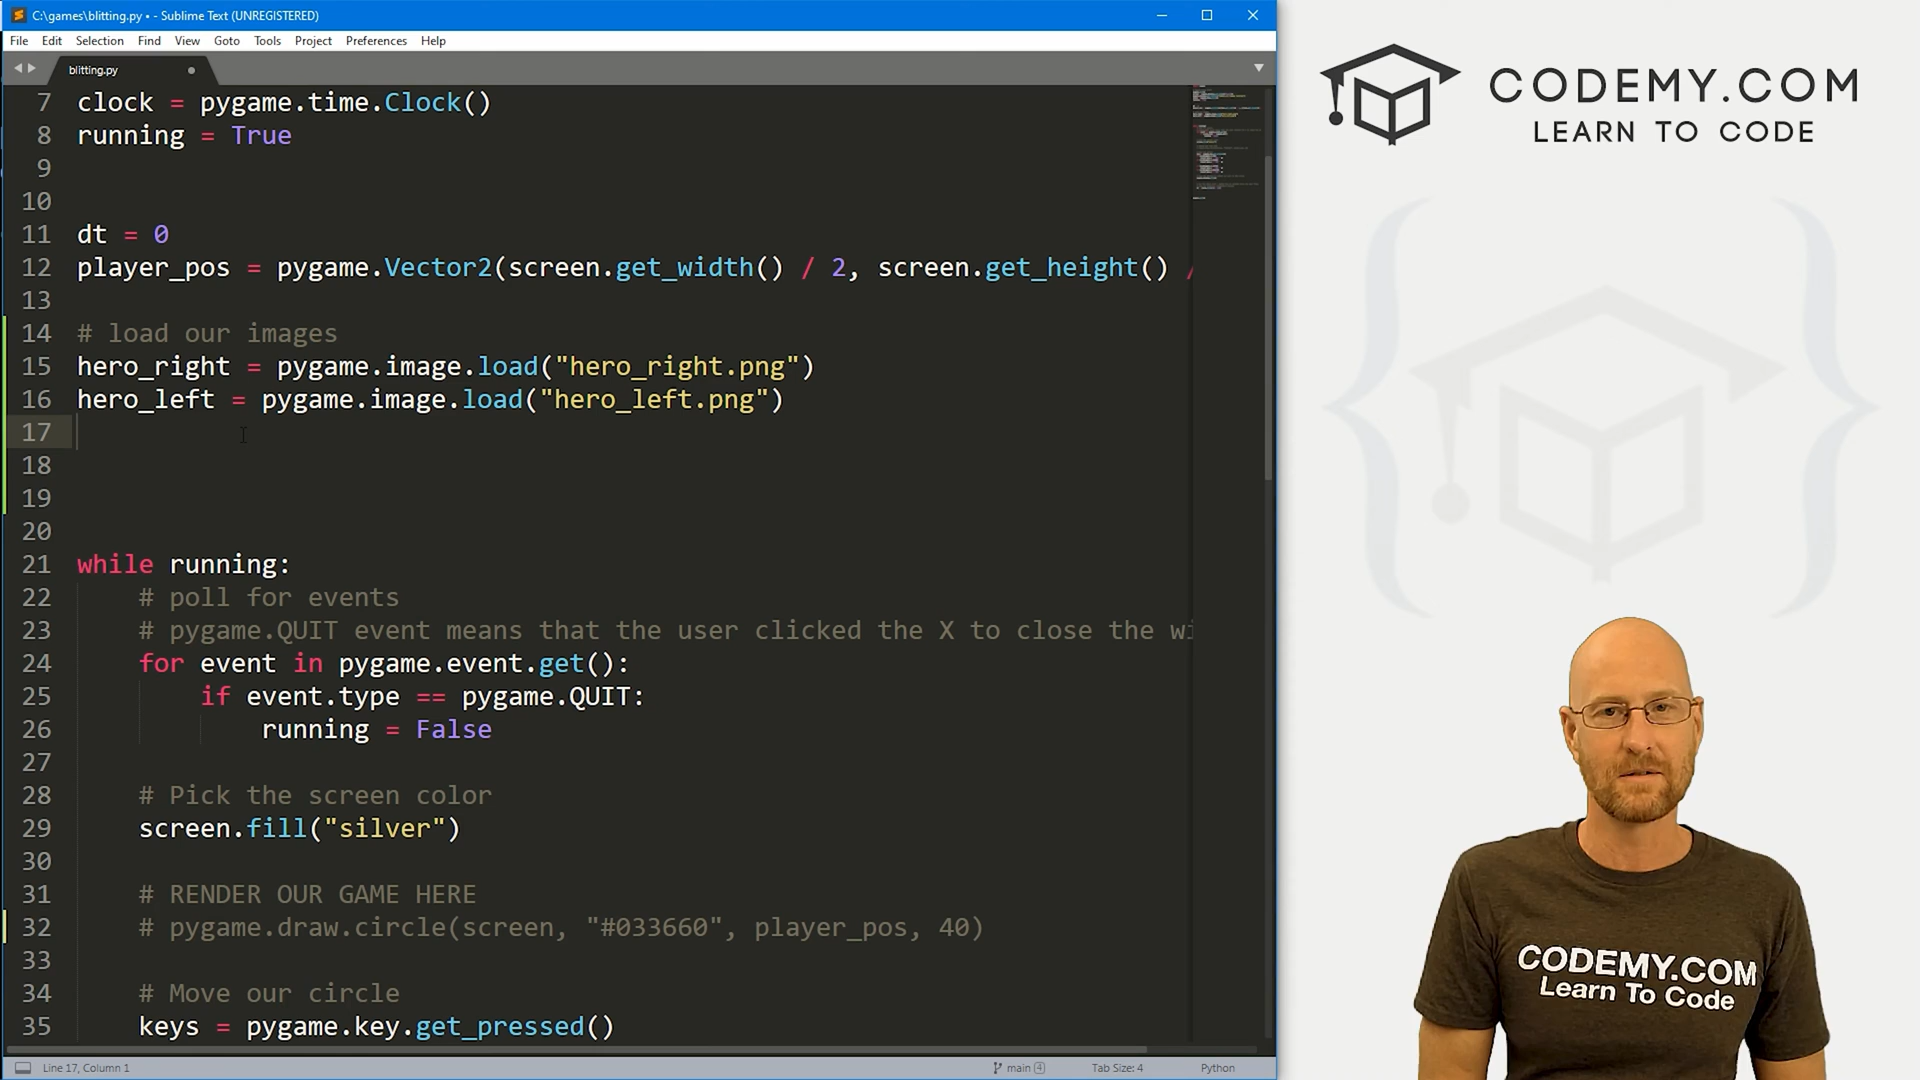 C:\games\blitting.py • - Sublime Text (UNREGISTERED)
File Edit Selection Find View Goto Tools Project Preferences Help
blitting.py
7 clock = pygame.time.Clock()
8 running = True
9
10
11 dt = 0
12 player_pos = pygame.Vector2(screen.get_width() / 2, screen.get_height() /
13
14 # load our images
15 hero_right = pygame.image.load("hero_right.png")
16 hero_left = pygame.image.load("hero_left.png")
17
18
19
20
21 while running:
22 # poll for events
23 # pygame.QUIT event means that the user clicked the X to close the wi
24 for event in pygame.event.get():
25 if event.type == pygame.QUIT:
26 running = False
27
28 # Pick the screen color
29 screen.fill("silver")
30
31 # RENDER OUR GAME HERE
32 # pygame.draw.circle(screen, "#033660", player_pos, 40)
33
34 # Move our circle
35 keys = pygame.key.get_pressed()
Line 17, Column 1 main 4 Tab Size: 4 Python
CODEMY.COM
LEARN TO CODE
CODEMY.COM
Learn To Code